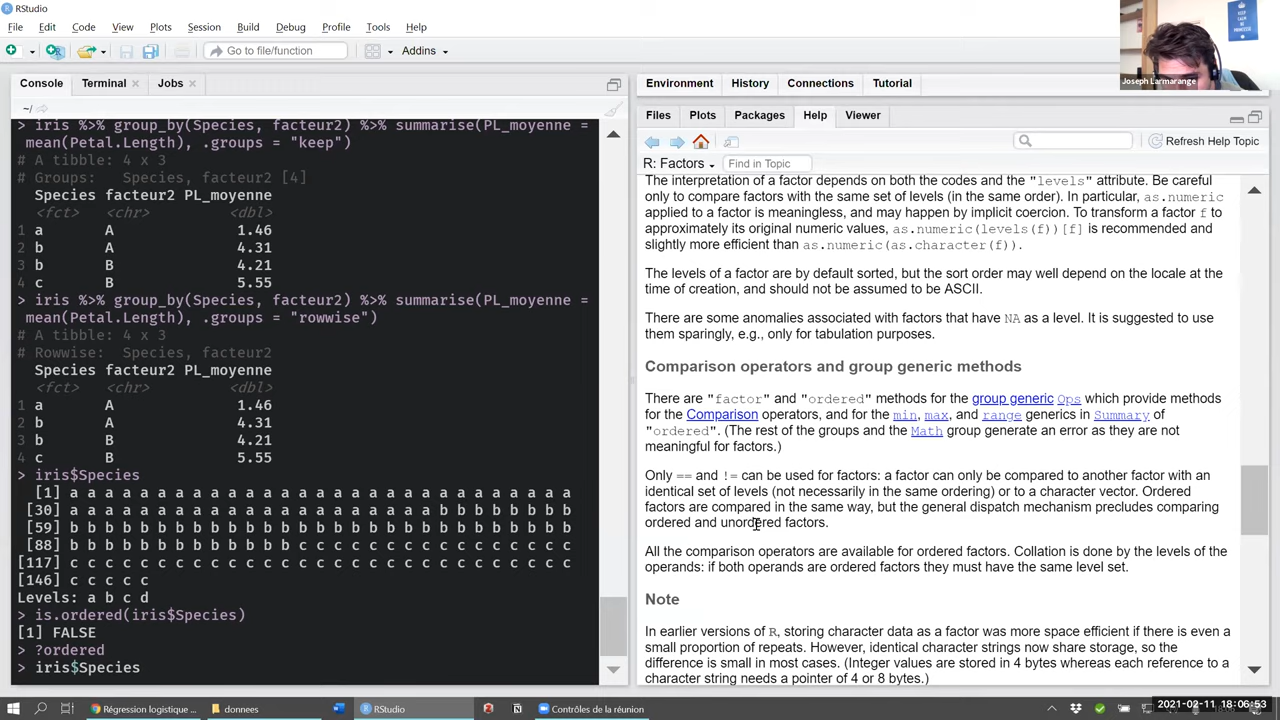 RStudio
File Edit Code View Plots Session Build Debug Profile Tools Help
Go to file/function Addins
KEEP CALM AND
Joseph Larmarange
Console Terminal Jobs
~/
> iris %>% group_by(Species, facteur2) %>% summarise(PL_moyenne =
mean(Petal.Length), .groups = "keep")
# A tibble: 4 x 3
# Groups: Species, facteur2 [4]
Species facteur2 PL_moyenne
<fct> <chr> <dbl>
1 a A 1.46
2 b A 4.31
3 b B 4.21
4 c B 5.55
> iris %>% group_by(Species, facteur2) %>% summarise(PL_moyenne =
mean(Petal.Length), .groups = "rowwise")
# A tibble: 4 x 3
# Rowwise: Species, facteur2
Species facteur2 PL_moyenne
<fct> <chr> <dbl>
1 a A 1.46
2 b A 4.31
3 b B 4.21
4 c B 5.55
> iris$Species
[1] a a a a a a a a a a a a a a a a a a a a a a a a a a a a a
[30] a a a a a a a a a a a a a a a a a a a a a b b b b b b b b
[59] b b b b b b b b b b b b b b b b b b b b b b b b b b b b b
[88] b b b b b b b b b b b b b c c c c c c c c c c c c c c c c
[117] c c c c c c c c c c c c c c c c c c c c c c c c c c c c c
[146] c c c c c
Levels: a b c d
> is.ordered(iris$Species)
[1] FALSE
> ?ordered
> iris$Species
Environment History Connections Tutorial
Files Plots Packages Help Viewer
Refresh Help Topic
R: Factors Find in Topic
The interpretation of a factor depends on both the codes and the "levels" attribute. Be careful
only to compare factors with the same set of levels (in the same order). In particular, as.numeric
applied to a factor is meaningless, and may happen by implicit coercion. To transform a factor f to
approximately its original numeric values, as.numeric(levels(f))[f] is recommended and
slightly more efficient than as.numeric(as.character(f)).
The levels of a factor are by default sorted, but the sort order may well depend on the locale at the
time of creation, and should not be assumed to be ASCII.
There are some anomalies associated with factors that have NA as a level. It is suggested to use
them sparingly, e.g., only for tabulation purposes.
Comparison operators and group generic methods
There are "factor" and "ordered" methods for the group generic Ops which provide methods
for the Comparison operators, and for the min, max, and range generics in Summary of
"ordered". (The rest of the groups and the Math group generate an error as they are not
meaningful for factors.)
Only == and != can be used for factors: a factor can only be compared to another factor with an
identical set of levels (not necessarily in the same ordering) or to a character vector. Ordered
factors are compared in the same way, but the general dispatch mechanism precludes comparing
ordered and unordered factors.
All the comparison operators are available for ordered factors. Collation is done by the levels of the
operands: if both operands are ordered factors they must have the same level set.
Note
In earlier versions of R, storing character data as a factor was more space efficient if there is even a
small proportion of repeats. However, identical character strings now share storage, so the
difference is small in most cases. (Integer values are stored in 4 bytes whereas each reference to a
character string needs a pointer of 4 or 8 bytes.)
Régression logistique ... donnees RStudio Contrôles de la réunion
2021-02-11 18:06:53